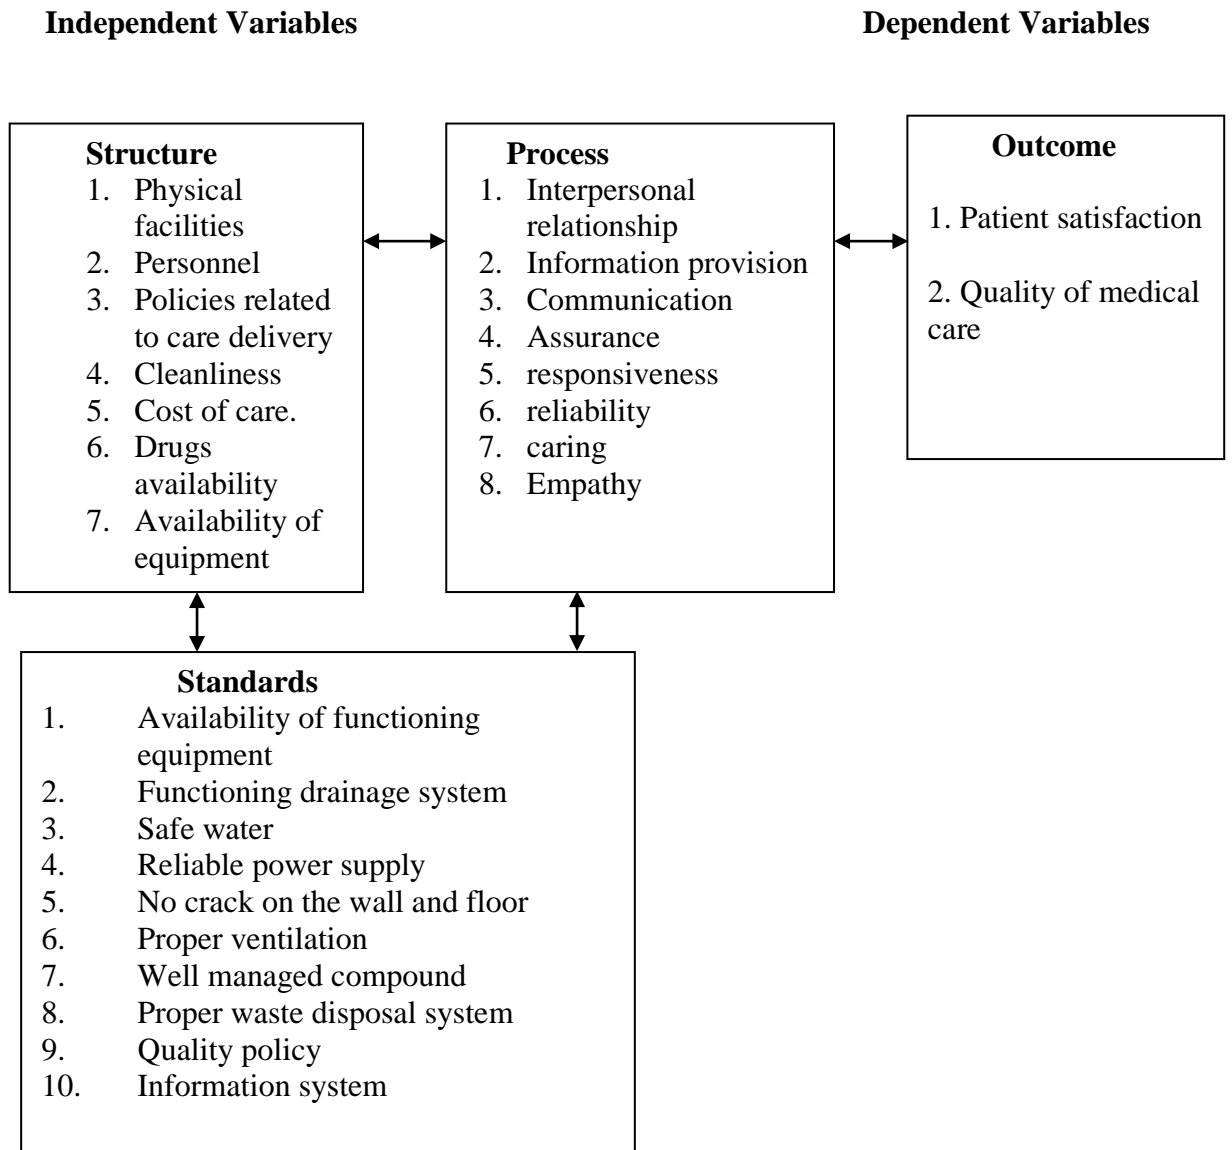 Independent Variables
Dependent Variables
Structure
1. Physical
facilities
2. Personnel
3. Policies related
to care delivery
4. Cleanliness
5. Cost of care.
6. Drugs
availability
7. Availability of
equipment
Process
1. Interpersonal
relationship
2. Information provision
3. Communication
4. Assurance
5. responsiveness
6. reliability
7. caring
8. Empathy
Outcome
1. Patient satisfaction
2. Quality of medical
care
Standards
1. Availability of functioning
equipment
2. Functioning drainage system
3. Safe water
4. Reliable power supply
5. No crack on the wall and floor
6. Proper ventilation
7. Well managed compound
8. Proper waste disposal system
9. Quality policy
10. Information system